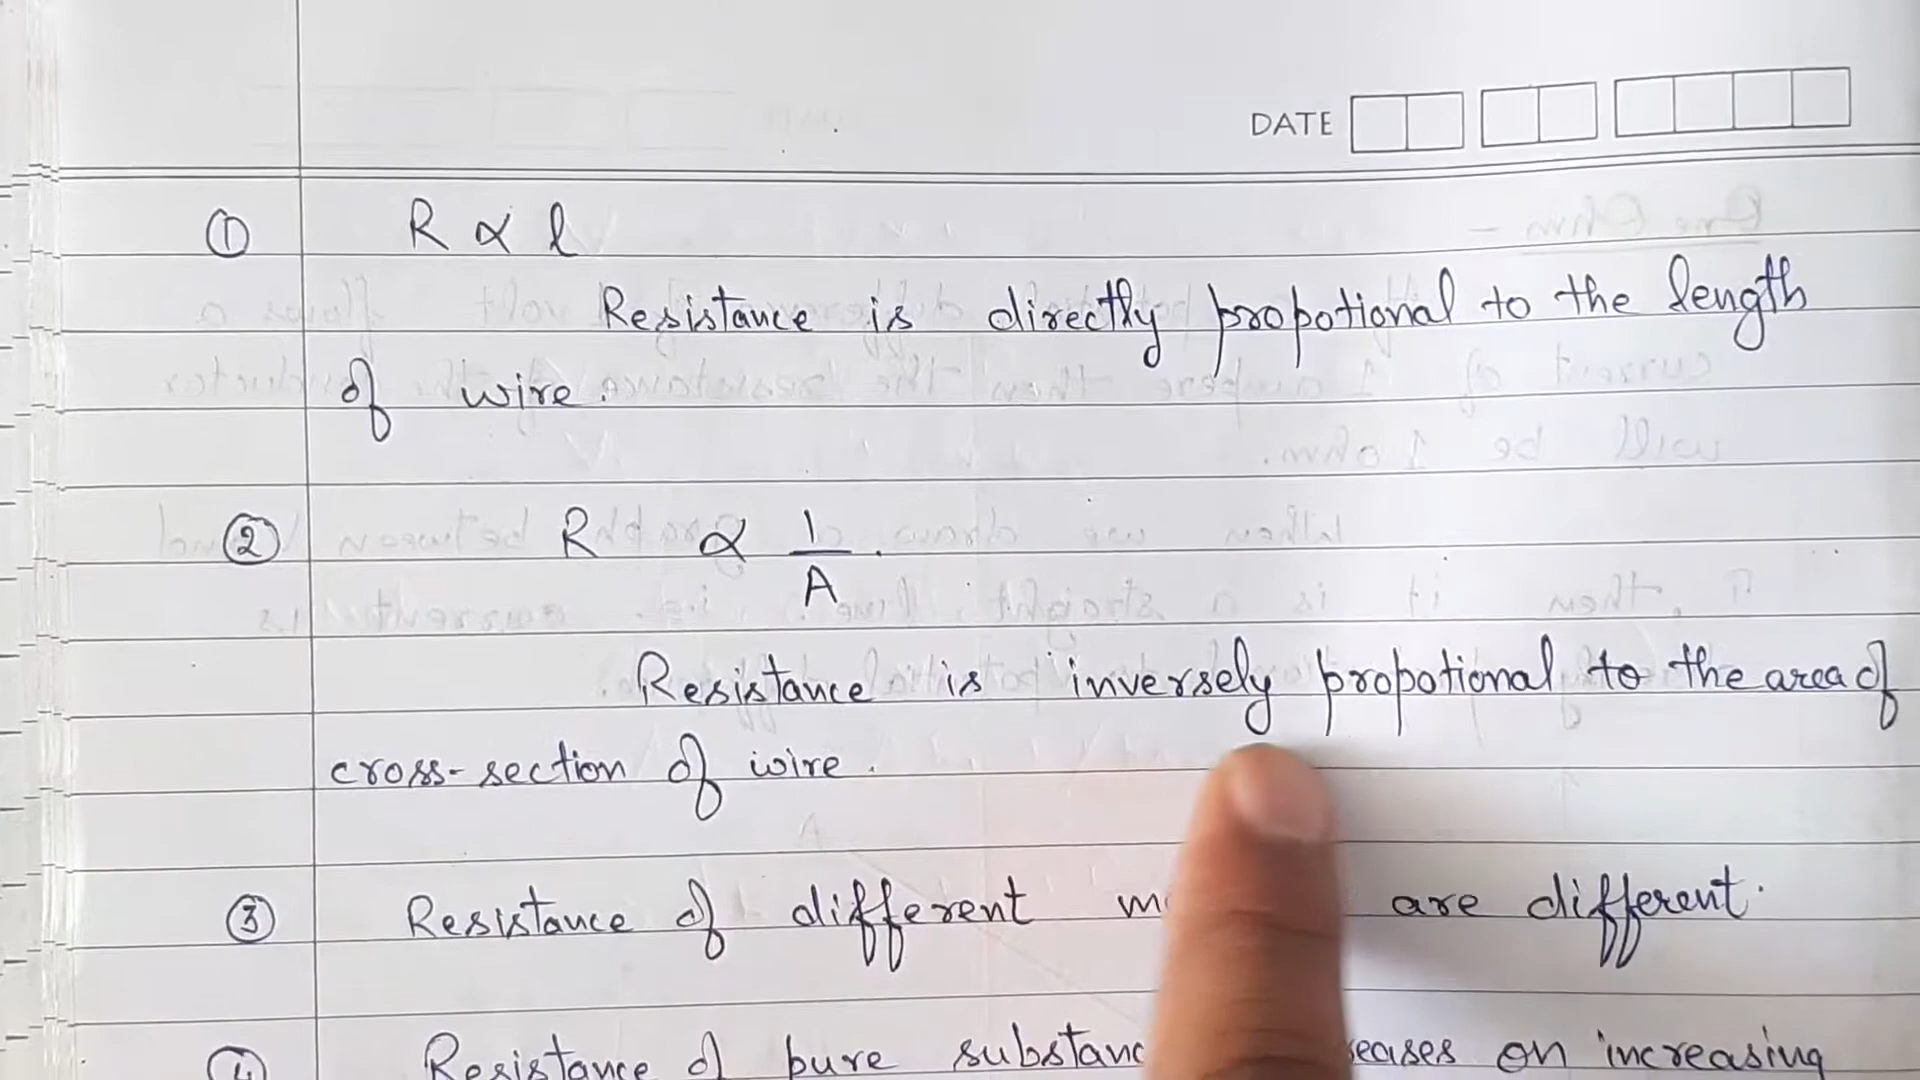 DATE
① R ∝ l
Resistance is directly propotional to the length
of wire.
② R ∝ 1/A.
Resistance is inversely propotional to the area of
cross-section of wire.
③ Resistance of different are different.
④ Resistance of pure on increasing